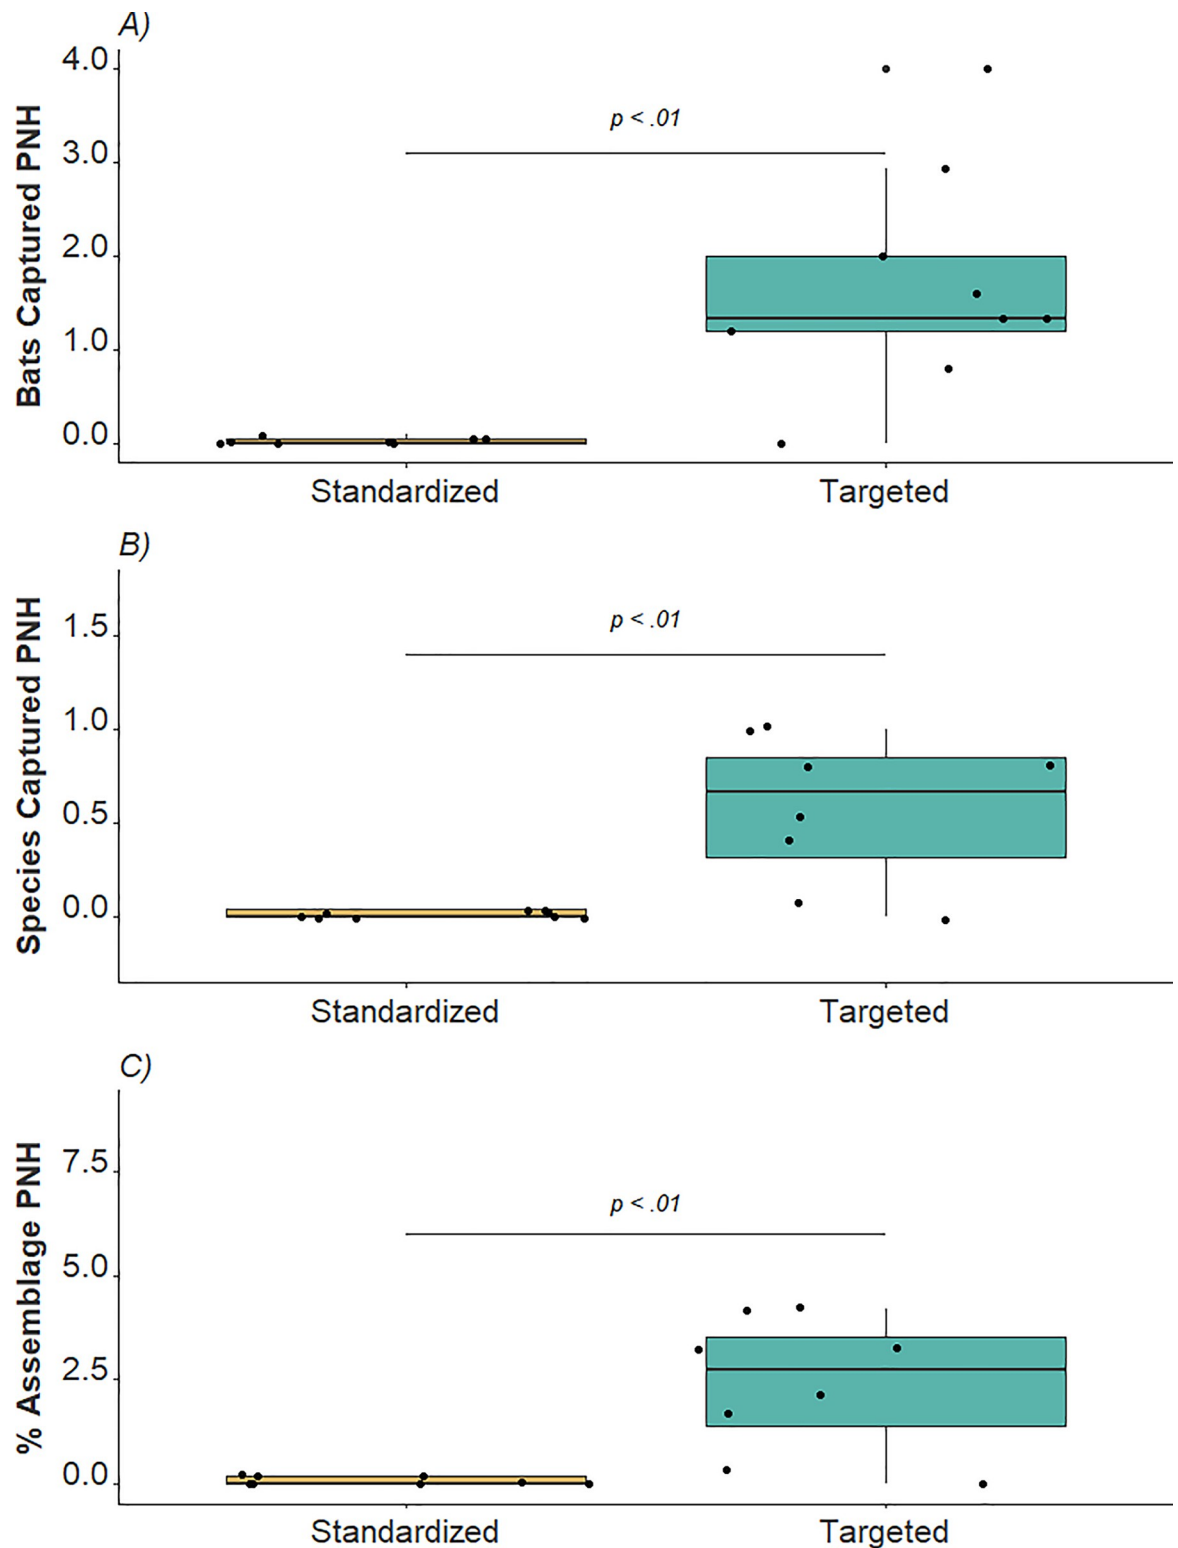 A)
Bats Captured PNH
4.0
3.0
2.0
1.0
0.0
p < .01
Standardized
Targeted
B)
Species Captured PNH
1.5
1.0
0.5
0.0
p < .01
Standardized
Targeted
C)
% Assemblage PNH
7.5
5.0
2.5
0.0
p < .01
Standardized
Targeted